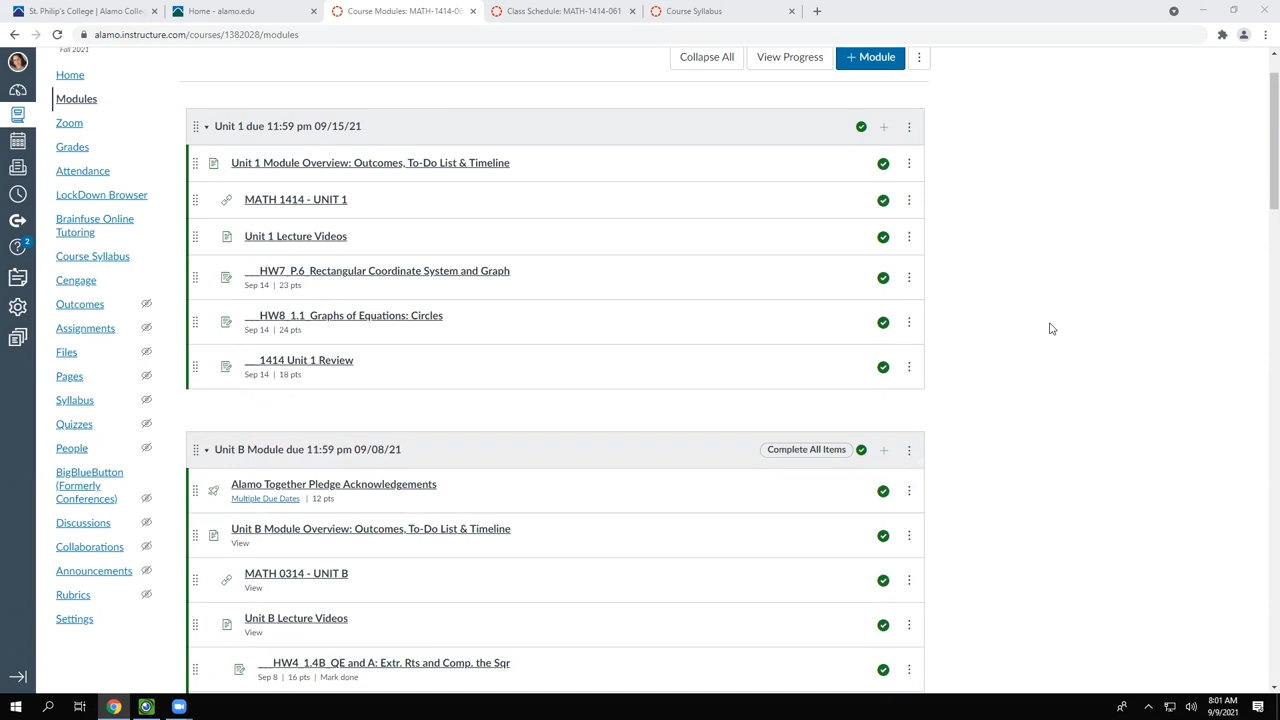 St. Philip's College : Alamo Colleg
Home - alamo.edu
Course Modules: MATH-1414-06
Class Schedule: MATH-1414-061
Course Syllabus
alamo.instructure.com/courses/1382028/modules
Fall 2021
Collapse All
View Progress
+ Module
Home
Modules
Zoom
Grades
Attendance
LockDown Browser
Brainfuse Online
Tutoring
Course Syllabus
Cengage
Outcomes
Assignments
Files
Pages
Syllabus
Quizzes
People
BigBlueButton
(Formerly
Conferences)
Discussions
Collaborations
Announcements
Rubrics
Settings
2
Unit 1 due 11:59 pm 09/15/21
Unit 1 Module Overview: Outcomes, To-Do List & Timeline
MATH 1414 - UNIT 1
Unit 1 Lecture Videos
___HW7_P.6_Rectangular Coordinate System and Graph
Sep 14 | 23 pts
___HW8_1.1_Graphs of Equations: Circles
Sep 14 | 24 pts
___1414 Unit 1 Review
Sep 14 | 18 pts
Unit B Module due 11:59 pm 09/08/21
Complete All Items
Alamo Together Pledge Acknowledgements
Multiple Due Dates | 12 pts
Unit B Module Overview: Outcomes, To-Do List & Timeline
View
MATH 0314 - UNIT B
View
Unit B Lecture Videos
View
___HW4_1.4B_QE and A: Extr. Rts and Comp. the Sqr
Sep 8 | 16 pts | Mark done
8:01 AM
9/9/2021